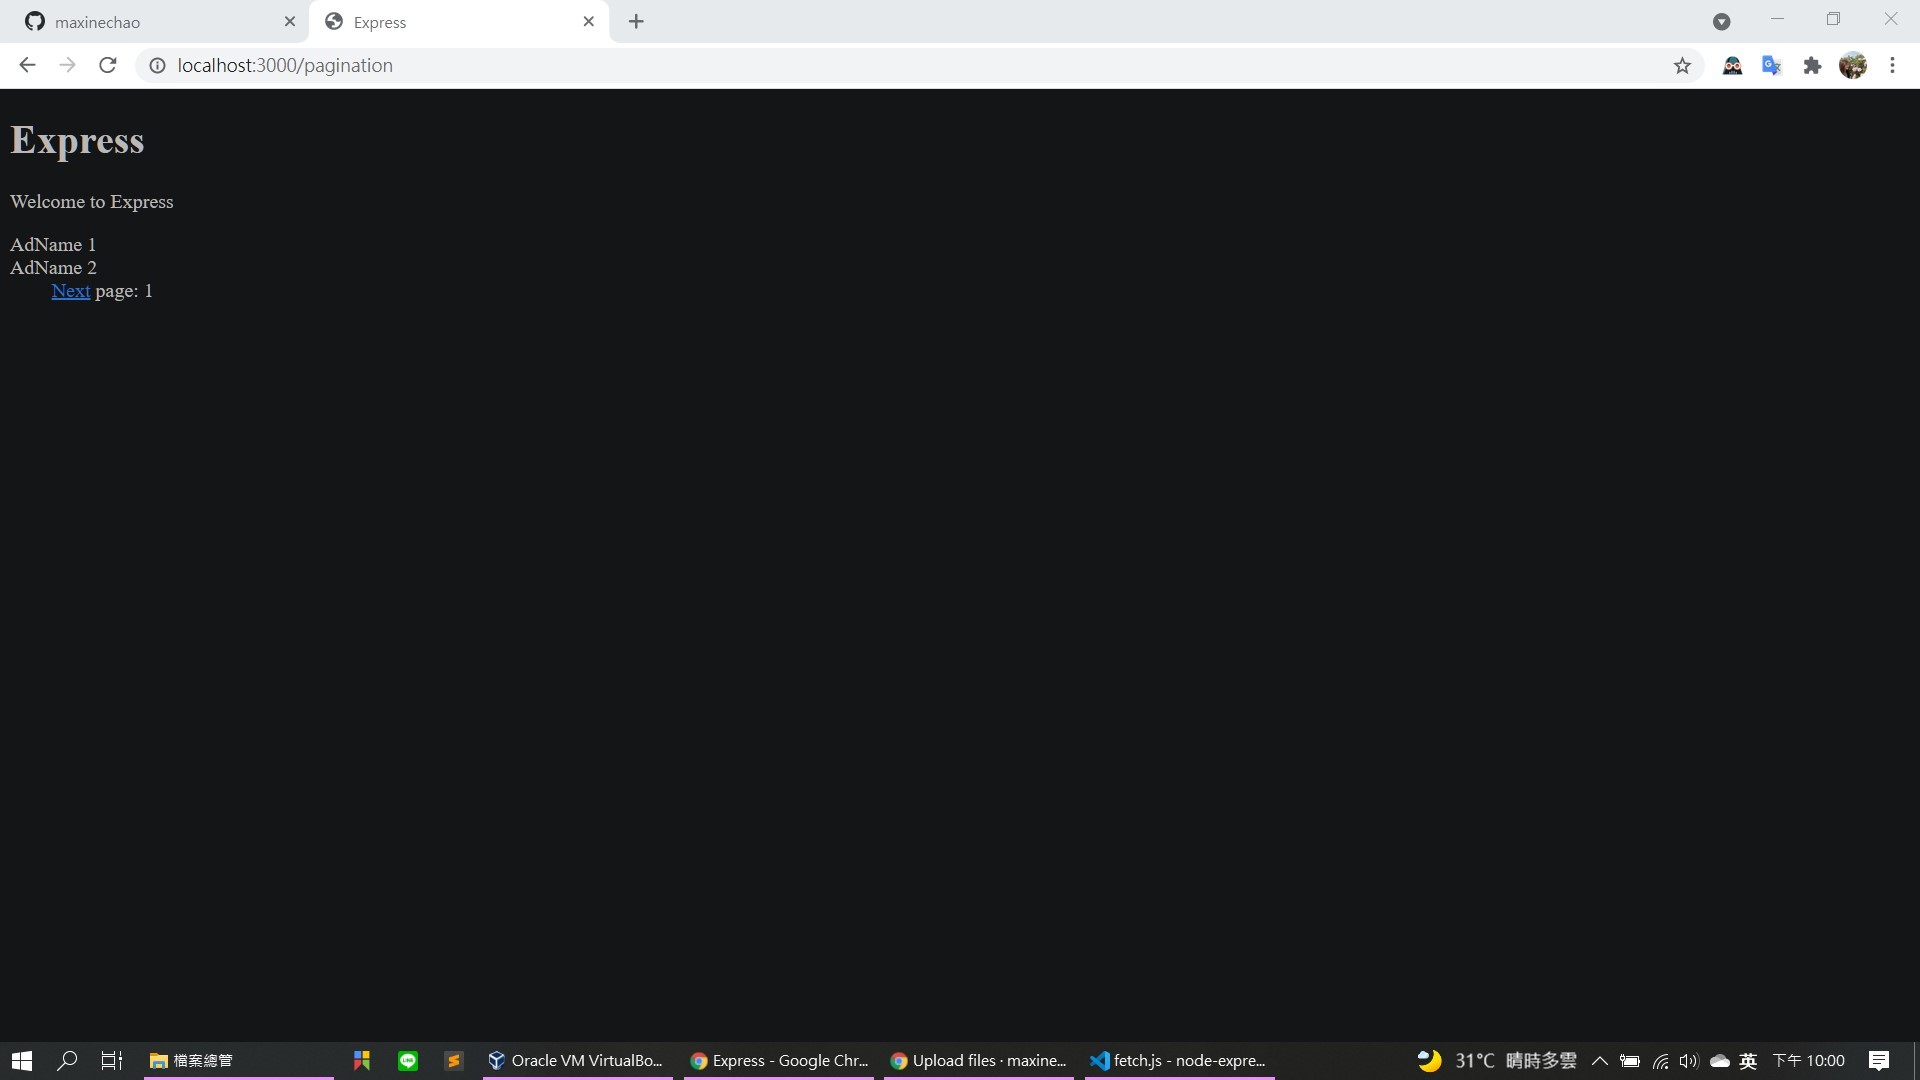 maxinechao
Express
localhost:3000/pagination
Express
Welcome to Express
AdName 1
AdName 2
Next page: 1
檔案總管
LINE
Oracle VM VirtualBo...
Express - Google Chr...
Upload files · maxine...
fetch.js - node-expre...
31°C 晴時多雲
英
下午 10:00